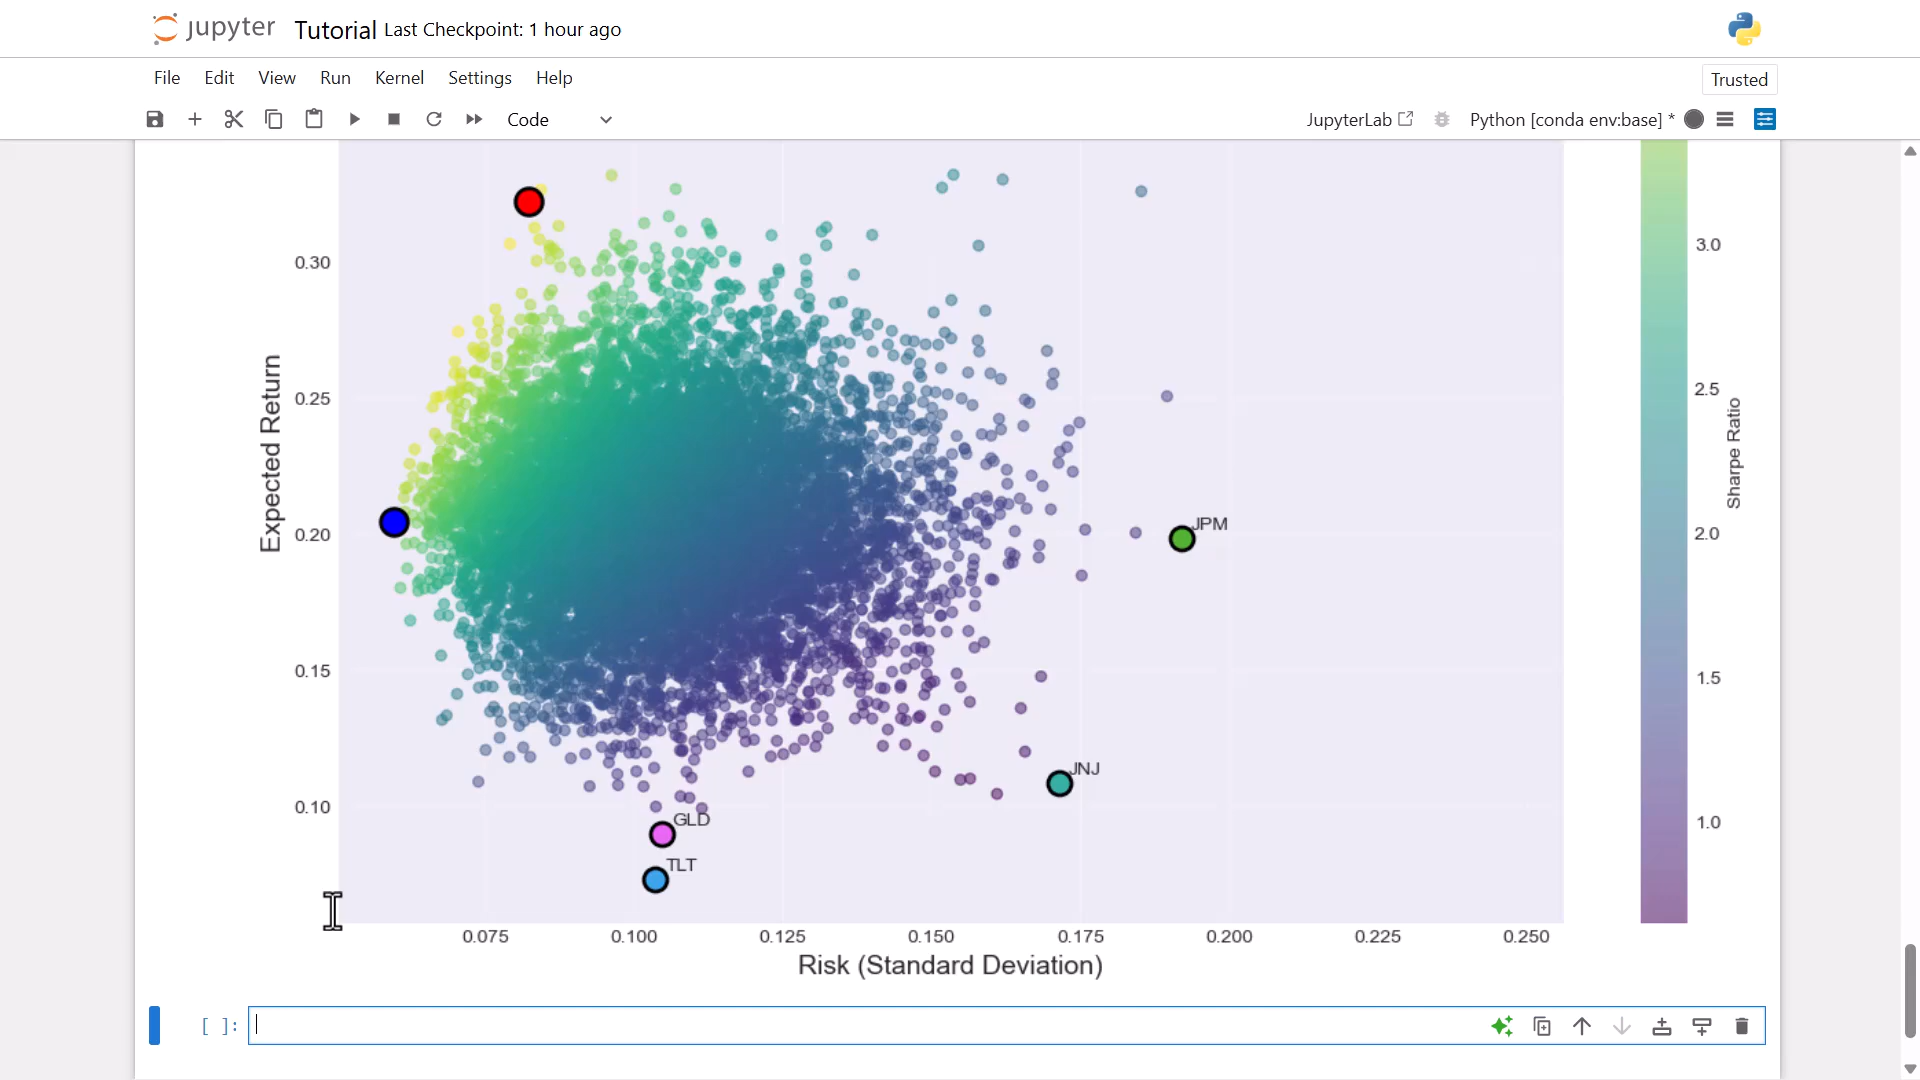 jupyter Tutorial Last Checkpoint: 1 hour ago
File Edit View Run Kernel Settings Help
Trusted
Code
JupyterLab Python [conda env:base] *
Expected Return
0.30
0.25
0.20
0.15
0.10
JPM
JNJ
GLD
TLT
0.075 0.100 0.125 0.150 0.175 0.200 0.225 0.250
Risk (Standard Deviation)
3.0
2.5
2.0
1.5
1.0
Sharpe Ratio
[ ]: